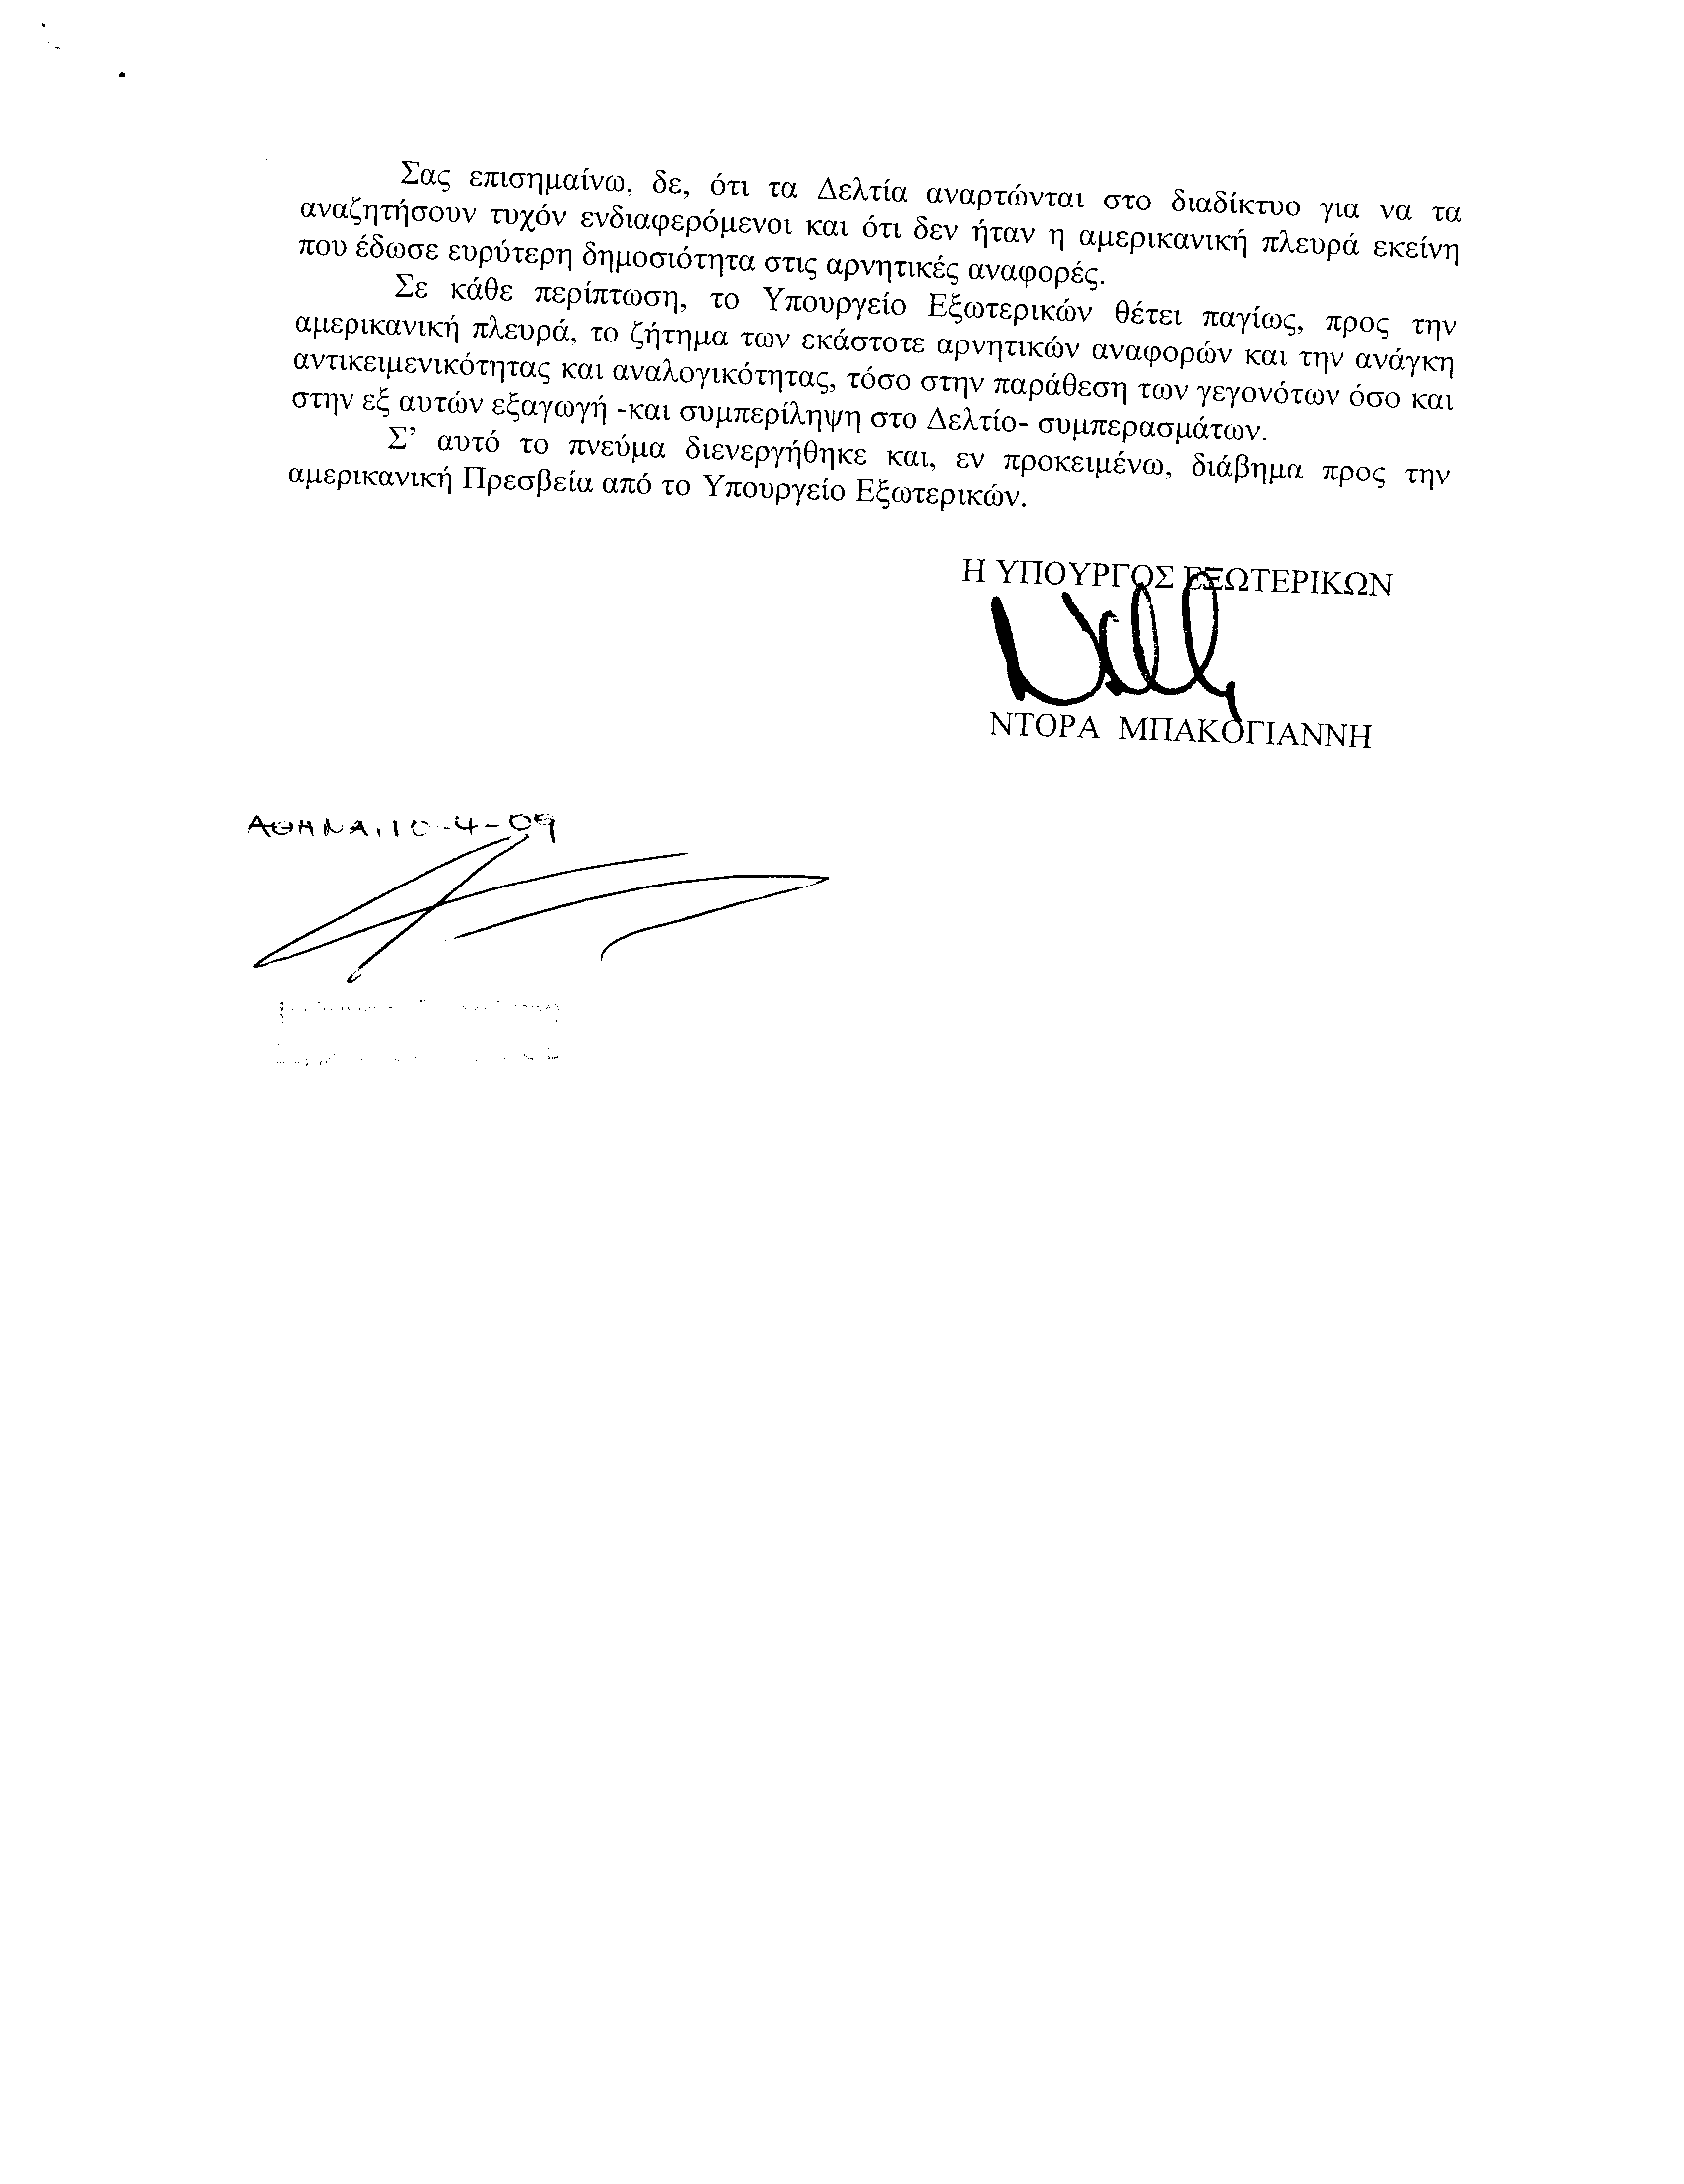 Σας επισημαίνω, δε, ότι τα Δελτία αναρτώνται στο διαδίκτυο για να τα
αναζητήσουν τυχόν ενδιαφερόμενοι και ότι δεν ήταν η αμερικανική πλευρά εκείνη
που έδωσε ευρύτερη δημοσιότητα στις αρνητικές αναφορές.
Σε κάθε περίπτωση, το Υπουργείο Εξωτερικών θέτει παγίως, προς την
αμερικανική πλευρά, το ζήτημα των εκάστοτε αρνητικών αναφορών και την ανάγκη
αντικειμενικότητας και αναλογικότητας, τόσο στην παράθεση των γεγονότων όσο και
στην εξ αυτών εξαγωγή -και συμπερίληψη στο Δελτίο- συμπερασμάτων.
Σ’ αυτό το πνεύμα διενεργήθηκε και, εν προκειμένω, διάβημα προς την
αμερικανική Πρεσβεία από το Υπουργείο Εξωτερικών.
Η ΥΠΟΥΡΓΟΣ ΕΞΩΤΕΡΙΚΩΝ
ΝΤΟΡΑ ΜΠΑΚΟΓΙΑΝΝΗ
ΑΘΗΝΑ, 10-4-09